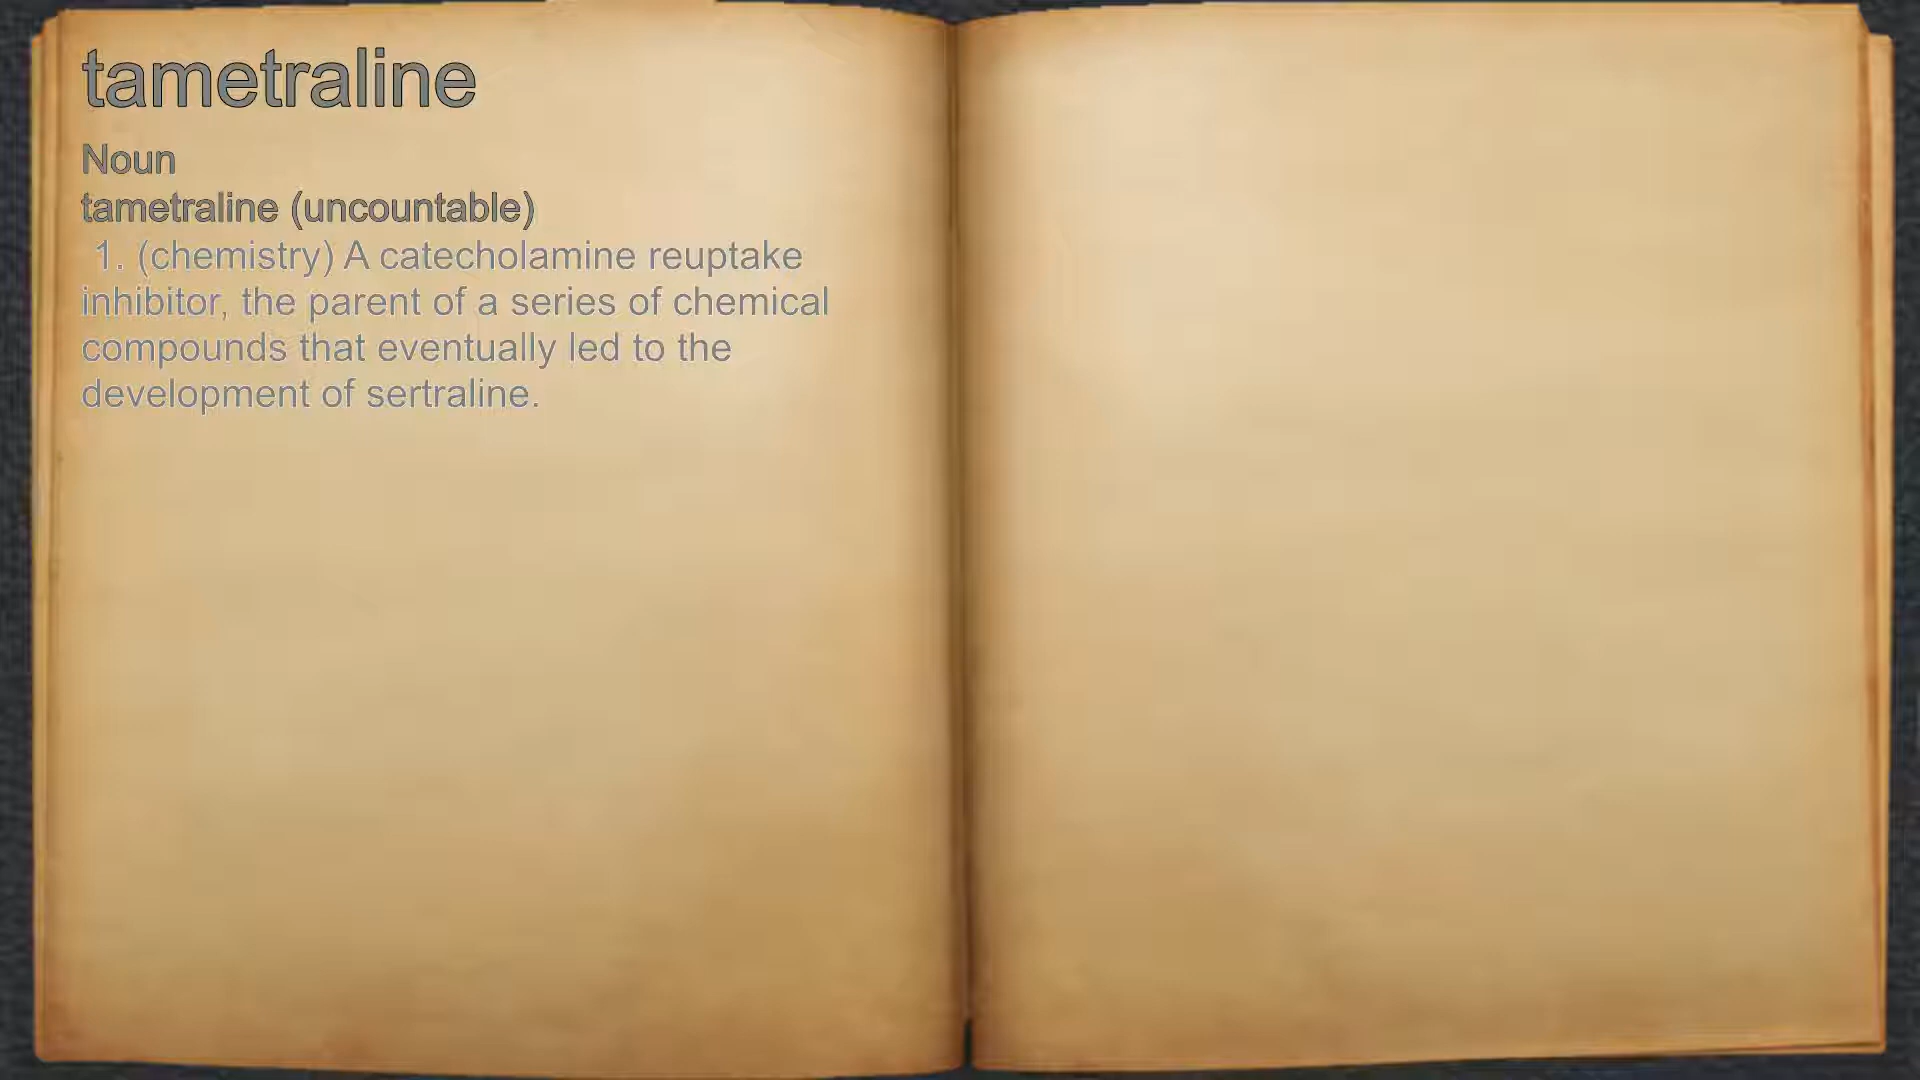 tametraline
Noun
tametraline (uncountable)
1. (chemistry) A catecholamine reuptake
inhibitor, the parent of a series of chemical
compounds that eventually led to the
development of sertraline.